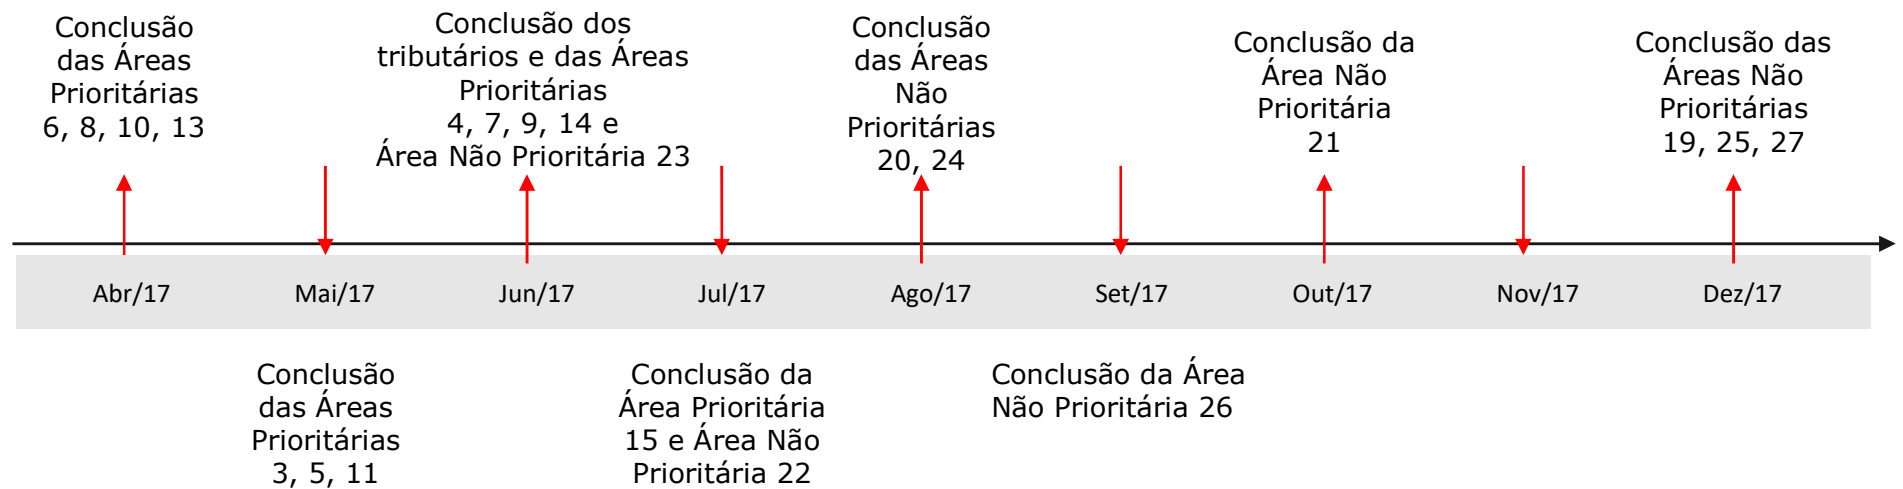 Conclusão
das Áreas
Prioritárias
6, 8, 10, 13
Conclusão dos
tributários e das Áreas
Prioritárias
4, 7, 9, 14 e
Área Não Prioritária 23
Conclusão
das Áreas
Não
Prioritárias
20, 24
Conclusão da
Área Não
Prioritária
21
Conclusão das
Áreas Não
Prioritárias
19, 25, 27
Abr/17
Mai/17
Jun/17
Jul/17
Ago/17
Set/17
Out/17
Nov/17
Dez/17
Conclusão
das Áreas
Prioritárias
3, 5, 11
Conclusão da
Área Prioritária
15 e Área Não
Prioritária 22
Conclusão da Área
Não Prioritária 26